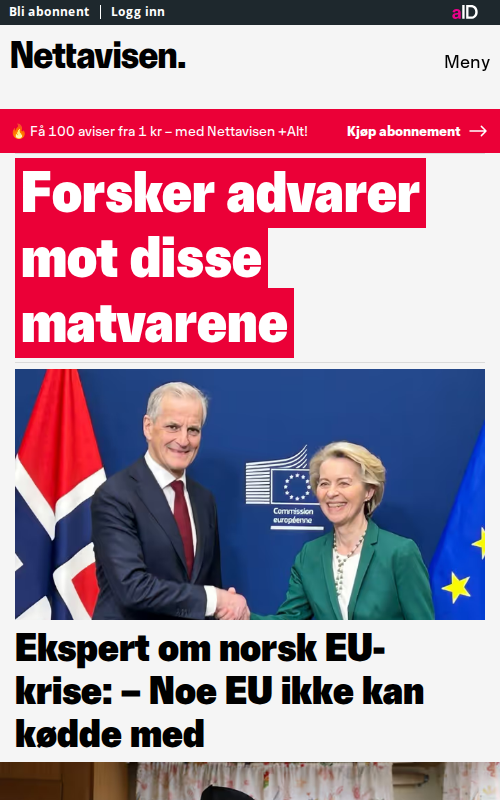 Bli abonnent
Logg inn
aID
Nettavisen.
Meny
🔥 Få 100 aviser fra 1 kr – med Nettavisen +Alt!
Kjøp abonnement →
Forsker advarer
mot disse
matvarene
Commission
européenne
Ekspert om norsk EU-
krise: – Noe EU ikke kan
kødde med